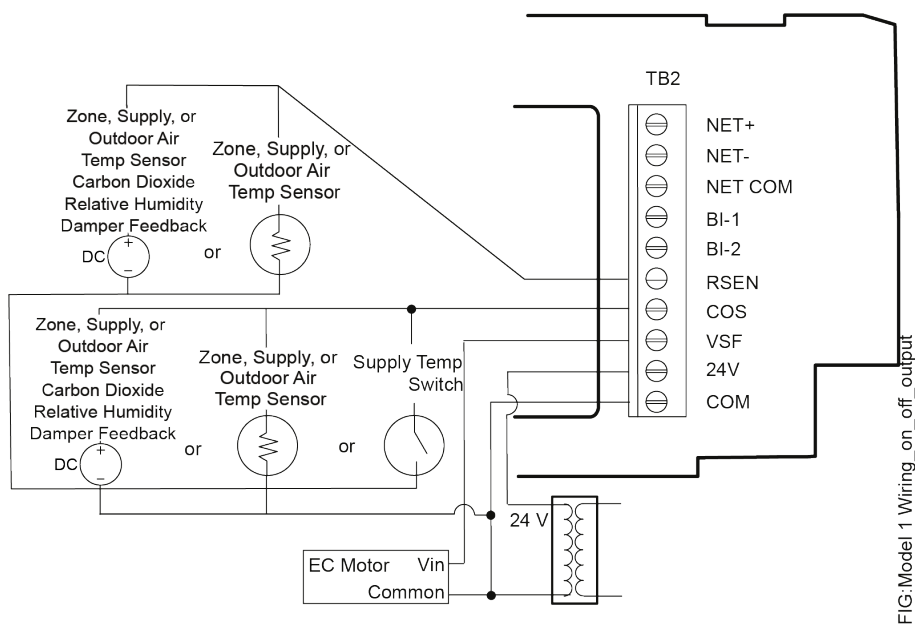 TB2
NET+
NET-
NET COM
BI-1
BI-2
RSEN
COS
VSF
24V
COM
Zone, Supply, or
Outdoor Air
Temp Sensor
Carbon Dioxide
Relative Humidity
Damper Feedback
DC
+
–
or
Zone, Supply, or
Outdoor Air
Temp Sensor
Zone, Supply, or
Outdoor Air
Temp Sensor
Carbon Dioxide
Relative Humidity
Damper Feedback
DC
+
–
or
Zone, Supply, or
Outdoor Air
Temp Sensor
or
Supply Temp
Switch
24 V
EC Motor Vin
Common
FIG:Model 1 Wiring_on_off_output